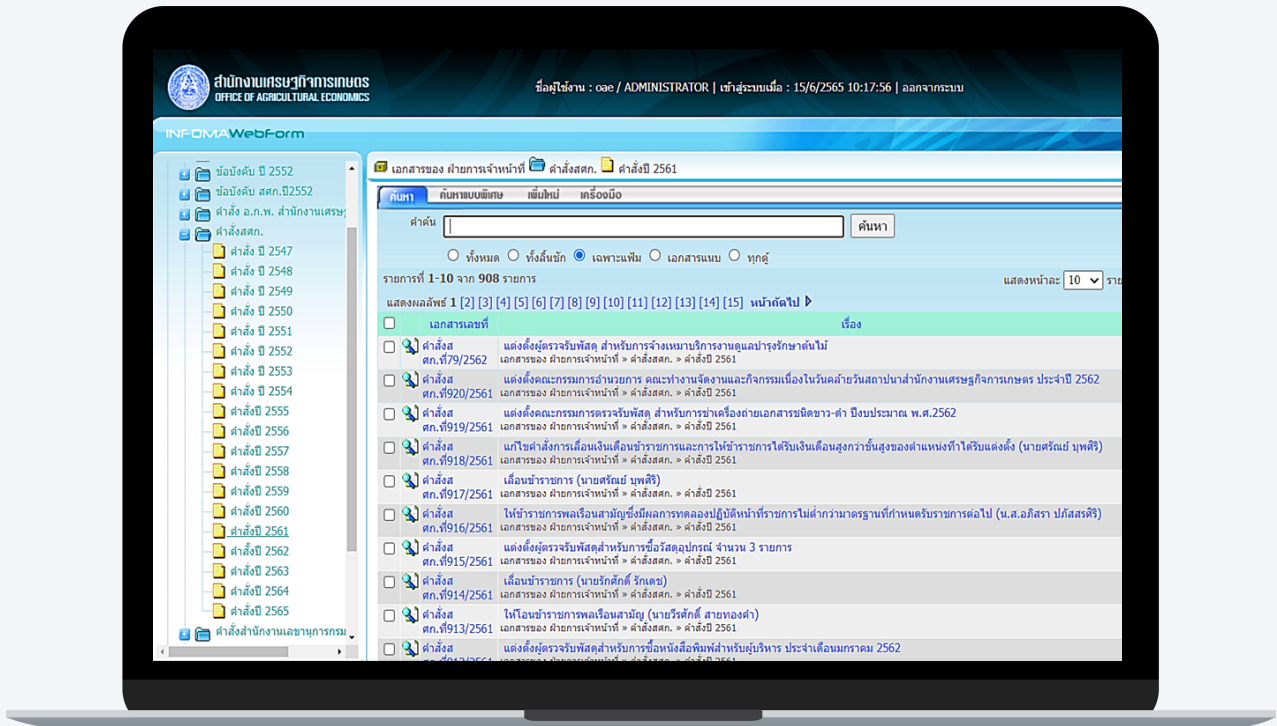 สำนักงานเศรษฐกิจการเกษตร
OFFICE OF AGRICULTURAL ECONOMICS
ชื่อผู้ใช้งาน : oae / ADMINISTRATOR | เข้าสู่ระบบเมื่อ : 15/6/2565 10:17:56 | ออกจากระบบ
INFOMA WebForm
ข้อบังคับ ปี 2552
ข้อบังคับ สศก.ปี2552
คำสั่ง อ.ก.พ. สำนักงานเศรษฐ
คำสั่งสศก.
คำสั่ง ปี 2547
คำสั่ง ปี 2548
คำสั่ง ปี 2549
คำสั่ง ปี 2550
คำสั่ง ปี 2551
คำสั่ง ปี 2552
คำสั่ง ปี 2553
คำสั่ง ปี 2554
คำสั่งปี 2555
คำสั่งปี 2556
คำสั่งปี 2557
คำสั่งปี 2558
คำสั่งปี 2559
คำสั่งปี 2560
คำสั่งปี 2561
คำสั่งปี 2562
คำสั่งปี 2563
คำสั่งปี 2564
คำสั่งปี 2565
คำสั่งสำนักงานเลขานุการกรม
เอกสารของ ฝ่ายการเจ้าหน้าที่ คำสั่งสศก. คำสั่งปี 2561
ค้นหา ค้นหาแบบพิเศษ เพิ่มใหม่ เครื่องมือ
คำค้น ค้นหา
ทั้งหมด ทั้งลิ้นชัก เฉพาะแฟ้ม เอกสารแนบ ทุกตู้
รายการที่ 1-10 จาก 908 รายการ แสดงหน้าละ 10 ราย
แสดงผลลัพธ์ 1 [2] [3] [4] [5] [6] [7] [8] [9] [10] [11] [12] [13] [14] [15] หน้าถัดไป
เอกสารเลขที่ เรื่อง
คำสั่งส แต่งตั้งผู้ตรวจรับพัสดุ สำหรับการจ้างเหมาบริการงานดูแลบำรุงรักษาต้นไม้
ศก.ที่79/2562 เอกสารของ ฝ่ายการเจ้าหน้าที่ » คำสั่งสศก. » คำสั่งปี 2561
คำสั่งส แต่งตั้งคณะกรรมการอำนวยการ คณะทำงานจัดงานและกิจกรรมเนื่องในวันคล้ายวันสถาปนาสำนักงานเศรษฐกิจการเกษตร ประจำปี 2562
ศก.ที่920/2561 เอกสารของ ฝ่ายการเจ้าหน้าที่ » คำสั่งสศก. » คำสั่งปี 2561
คำสั่งส แต่งตั้งคณะกรรมการตรวจรับพัสดุ สำหรับการเช่าเครื่องถ่ายเอกสารชนิดขาว-ดำ ปีงบประมาณ พ.ศ.2562
ศก.ที่919/2561 เอกสารของ ฝ่ายการเจ้าหน้าที่ » คำสั่งสศก. » คำสั่งปี 2561
คำสั่งส แก้ไขคำสั่งการเลื่อนเงินเดือนข้าราชการและการให้ข้าราชการได้รับเงินเดือนสูงกว่าขั้นสูงของตำแหน่งที่ได้รับแต่งตั้ง (นายศรัณย์ บุพศิริ)
ศก.ที่918/2561 เอกสารของ ฝ่ายการเจ้าหน้าที่ » คำสั่งสศก. » คำสั่งปี 2561
คำสั่งส เลื่อนข้าราชการ (นายศรัณย์ บุพศิริ)
ศก.ที่917/2561 เอกสารของ ฝ่ายการเจ้าหน้าที่ » คำสั่งสศก. » คำสั่งปี 2561
คำสั่งส ให้ข้าราชการพลเรือนสามัญซึ่งมีผลการทดลองปฏิบัติหน้าที่ราชการไม่ต่ำกว่ามาตรฐานที่กำหนดรับราชการต่อไป (น.ส.อภิสรา ปภัสสรศิริ)
ศก.ที่916/2561 เอกสารของ ฝ่ายการเจ้าหน้าที่ » คำสั่งสศก. » คำสั่งปี 2561
คำสั่งส แต่งตั้งผู้ตรวจรับพัสดุสำหรับการซื้อวัสดุอุปกรณ์ จำนวน 3 รายการ
ศก.ที่915/2561 เอกสารของ ฝ่ายการเจ้าหน้าที่ » คำสั่งสศก. » คำสั่งปี 2561
คำสั่งส เลื่อนข้าราชการ (นายรักศักดิ์ รักเดช)
ศก.ที่914/2561 เอกสารของ ฝ่ายการเจ้าหน้าที่ » คำสั่งสศก. » คำสั่งปี 2561
คำสั่งส ให้โอนข้าราชการพลเรือนสามัญ (นายวีรศักดิ์ สายทองคำ)
ศก.ที่913/2561 เอกสารของ ฝ่ายการเจ้าหน้าที่ » คำสั่งสศก. » คำสั่งปี 2561
คำสั่งส แต่งตั้งผู้ตรวจรับพัสดุสำหรับการซื้อหนังสือพิมพ์สำหรับผู้บริหาร ประจำเดือนมกราคม 2562